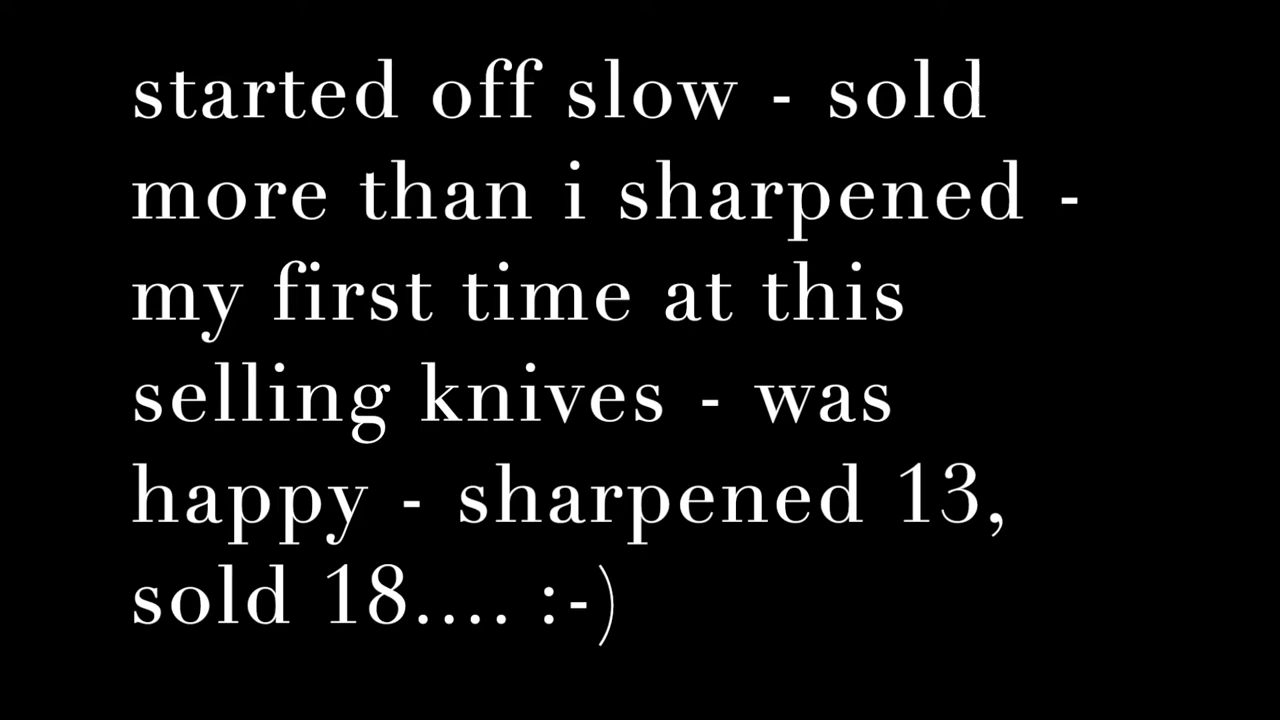 started off slow - sold
more than i sharpened -
my first time at this
selling knives - was
happy - sharpened 13,
sold 18.... :-)